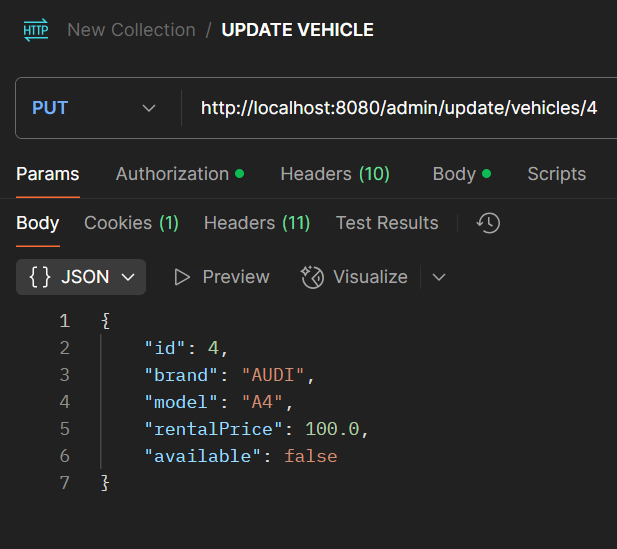 HTTP New Collection / UPDATE VEHICLE
PUT http://localhost:8080/admin/update/vehicles/4
Params Authorization Headers (10) Body Scripts
Body Cookies (1) Headers (11) Test Results
{} JSON Preview Visualize
1 {
2 "id": 4,
3 "brand": "AUDI",
4 "model": "A4",
5 "rentalPrice": 100.0,
6 "available": false
7 }